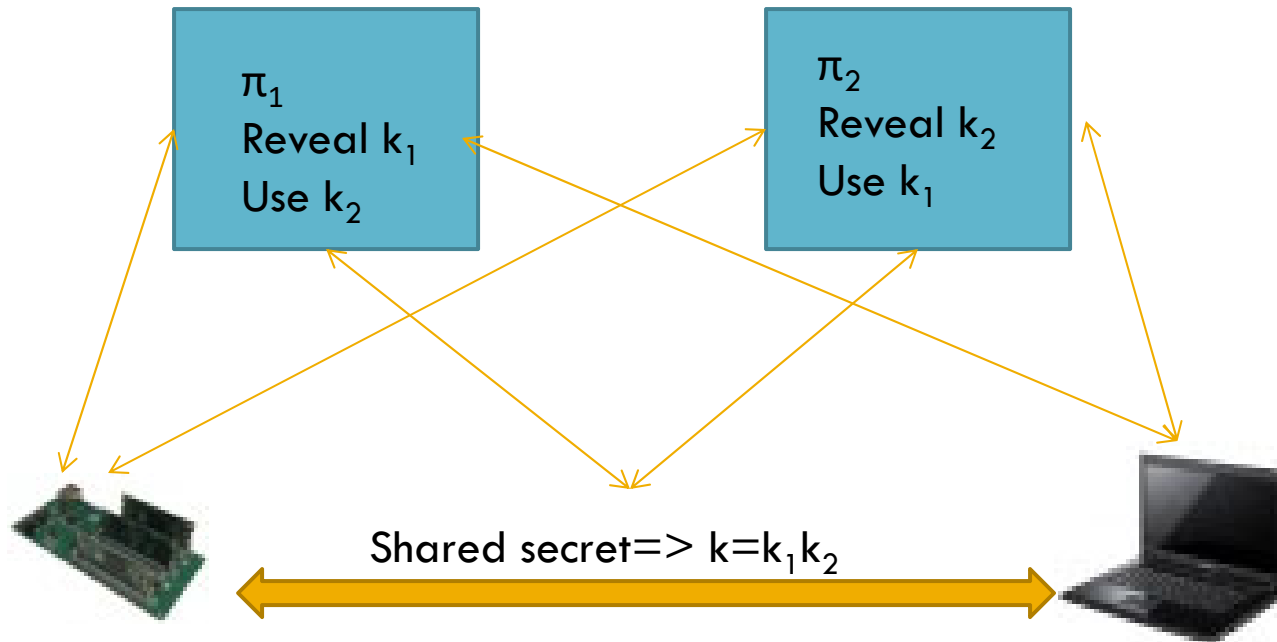 π₁
Reveal k₁
Use k₂
π₂
Reveal k₂
Use k₁
Shared secret=> k=k₁k₂